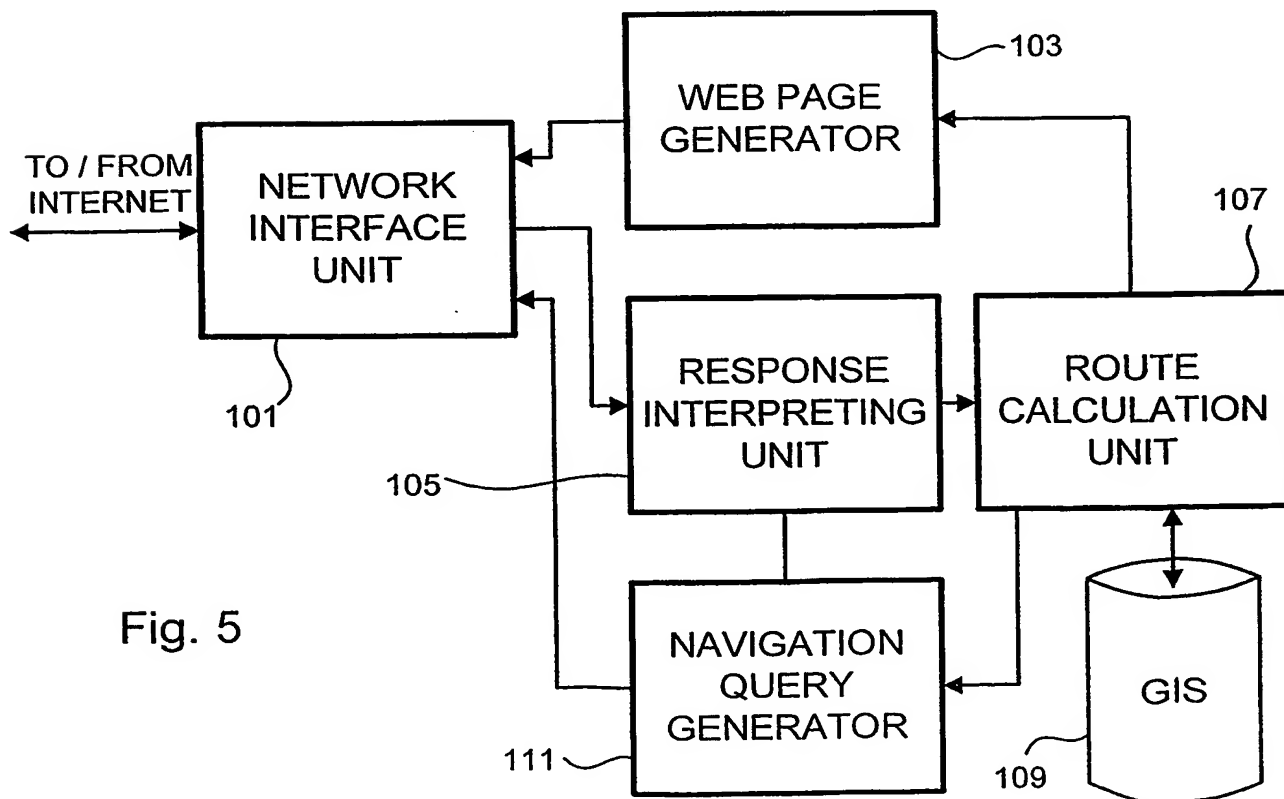 103
WEB PAGE
GENERATOR
TO / FROM
INTERNET
NETWORK
INTERFACE
UNIT
107
101
RESPONSE
INTERPRETING
UNIT
ROUTE
CALCULATION
UNIT
105
Fig. 5
NAVIGATION
QUERY
GENERATOR
GIS
111
109